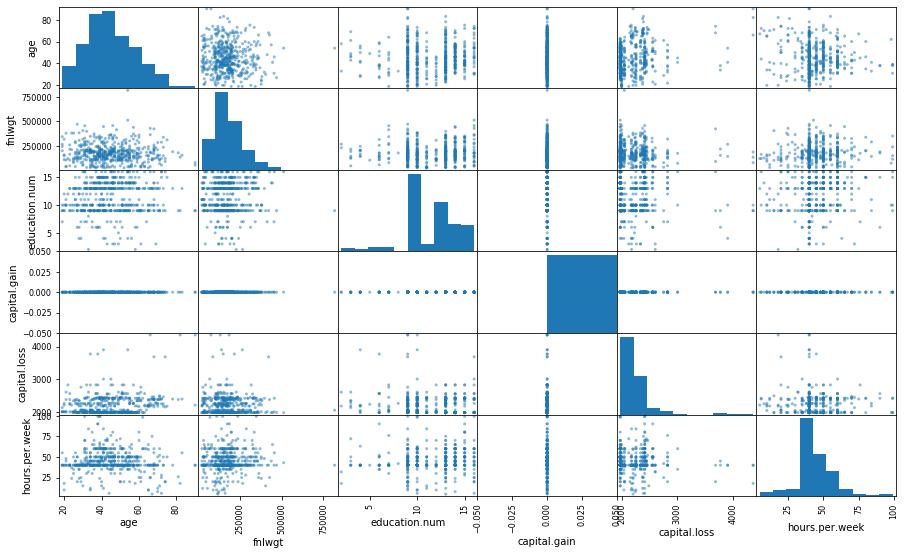 80
60
40
20
age
750000
500000
250000
fnlwgt
15
10
5
education.num
0.050
0.025
0.000
−0.025
−0.050
capital.gain
4000
3000
2000
capital.loss
100
75
50
25
hours.per.week
20 40 60 80
250000 500000 750000
5 10 15
−0.050 −0.025 0.000 0.025 0.050
2000 3000 4000
25 50 75 100
age fnlwgt education.num capital.gain capital.loss hours.per.week